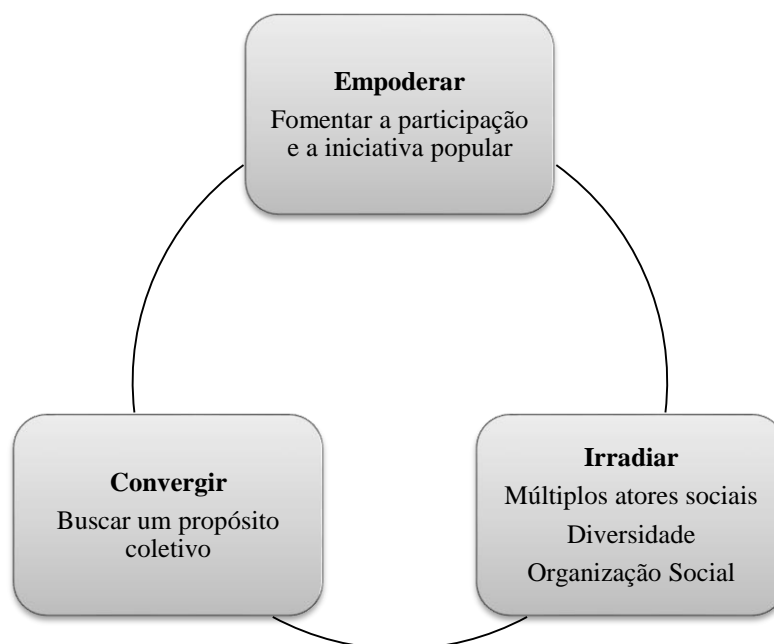 Empoderar
Fomentar a participação
e a iniciativa popular
Convergir
Buscar um propósito
coletivo
Irradiar
Múltiplos atores sociais
Diversidade
Organização Social